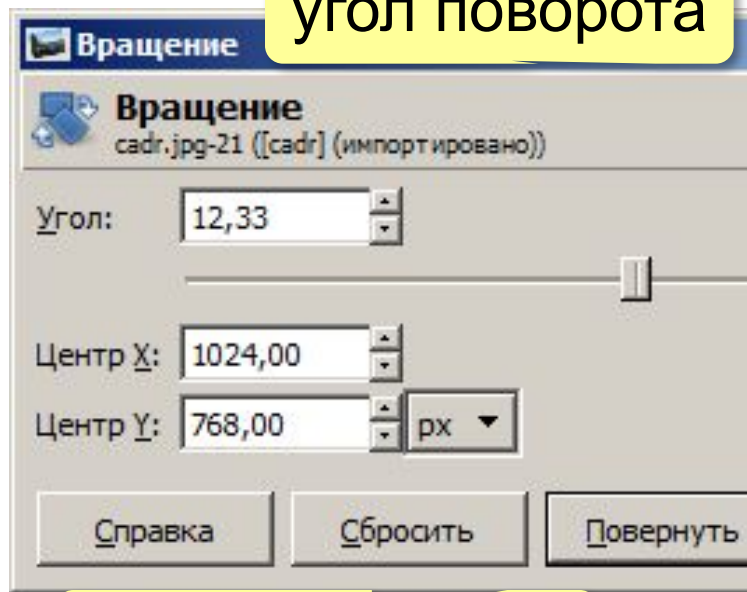 угол поворота
Вращение
Вращение
cadr.jpg-21 ([cadr] (импортировано))
Угол: 12,33
Центр X: 1024,00
Центр Y: 768,00 px
Справка Сбросить Повернуть